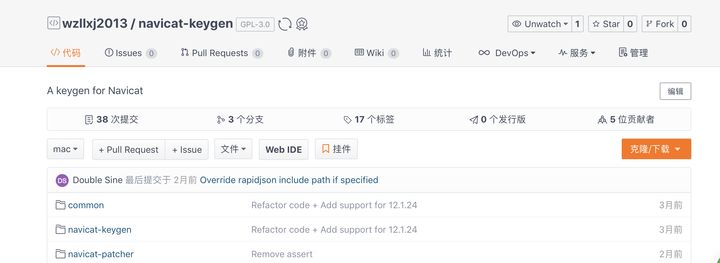 wzllxj2013 / navicat-keygen GPL-3.0 Unwatch 1 Star 0 Fork 0
代码 Issues 0 Pull Requests 0 附件 0 Wiki 0 统计 DevOps 服务 管理
A keygen for Navicat 编辑
38 次提交 3 个分支 17 个标签 0 个发行版 5 位贡献者
mac + Pull Request + Issue 文件 Web IDE 挂件 克隆/下载
DS Double Sine 最后提交于 2月前 Override rapidjson include path if specified
common Refactor code + Add support for 12.1.24 3月前
navicat-keygen Refactor code + Add support for 12.1.24 3月前
navicat-patcher Remove assert 2月前